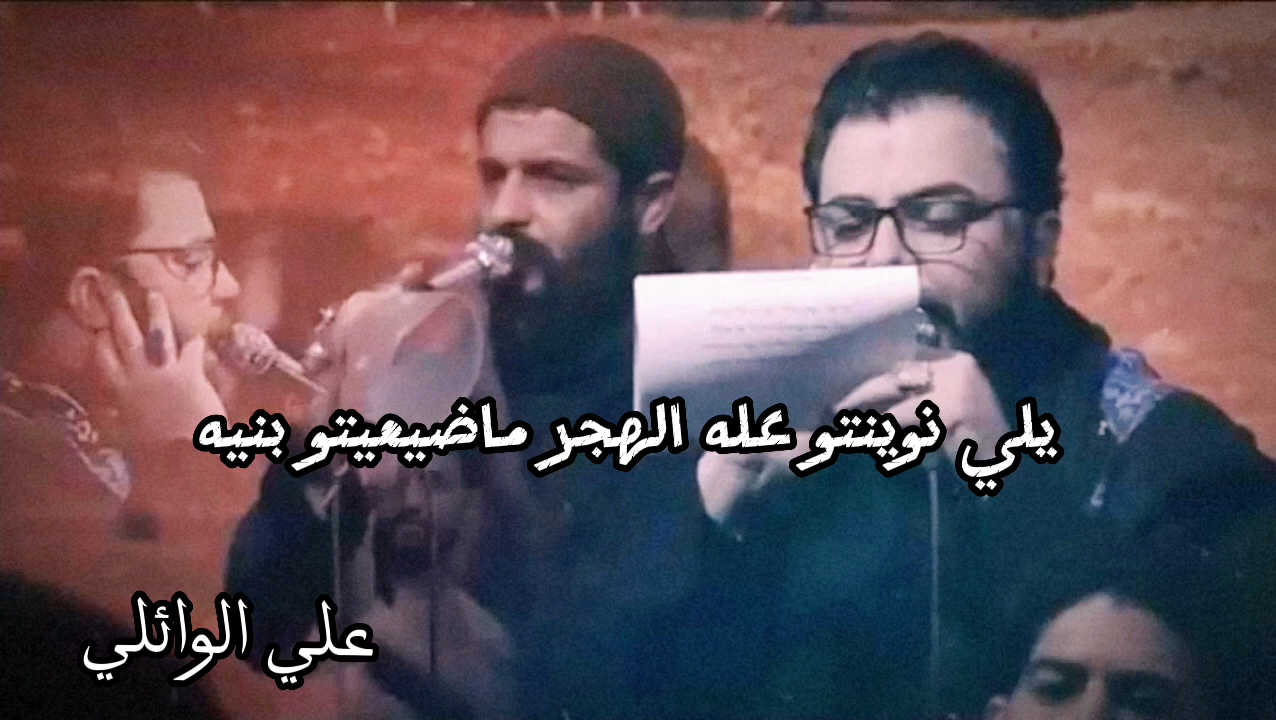 يلي نوينتو عله الهجر ماضيعيتو بنيه
علي الوائلي